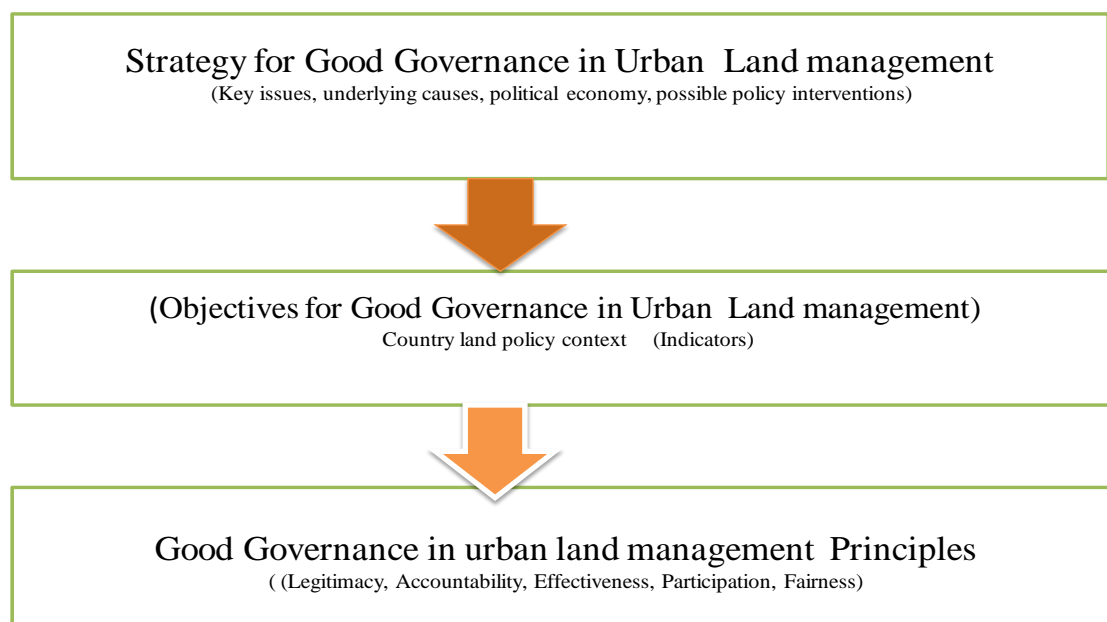 Strategy for Good Governance in Urban Land management
(Key issues, underlying causes, political economy, possible policy interventions)
(Objectives for Good Governance in Urban Land management)
Country land policy context (Indicators)
Good Governance in urban land management Principles
( (Legitimacy, Accountability, Effectiveness, Participation, Fairness)